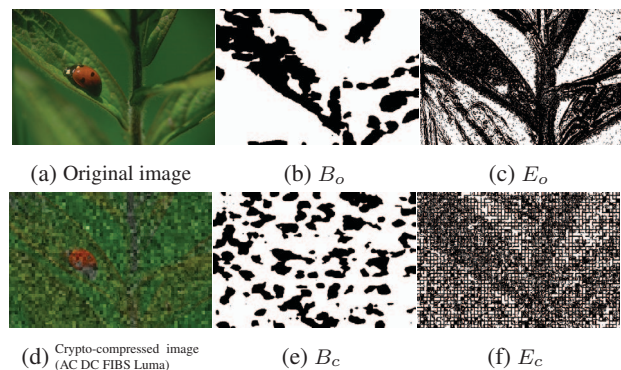 (a) Original image
(b) B_o
(c) E_o
(d) Crypto-compressed image
(AC DC FIBS Luma)
(e) B_c
(f) E_c